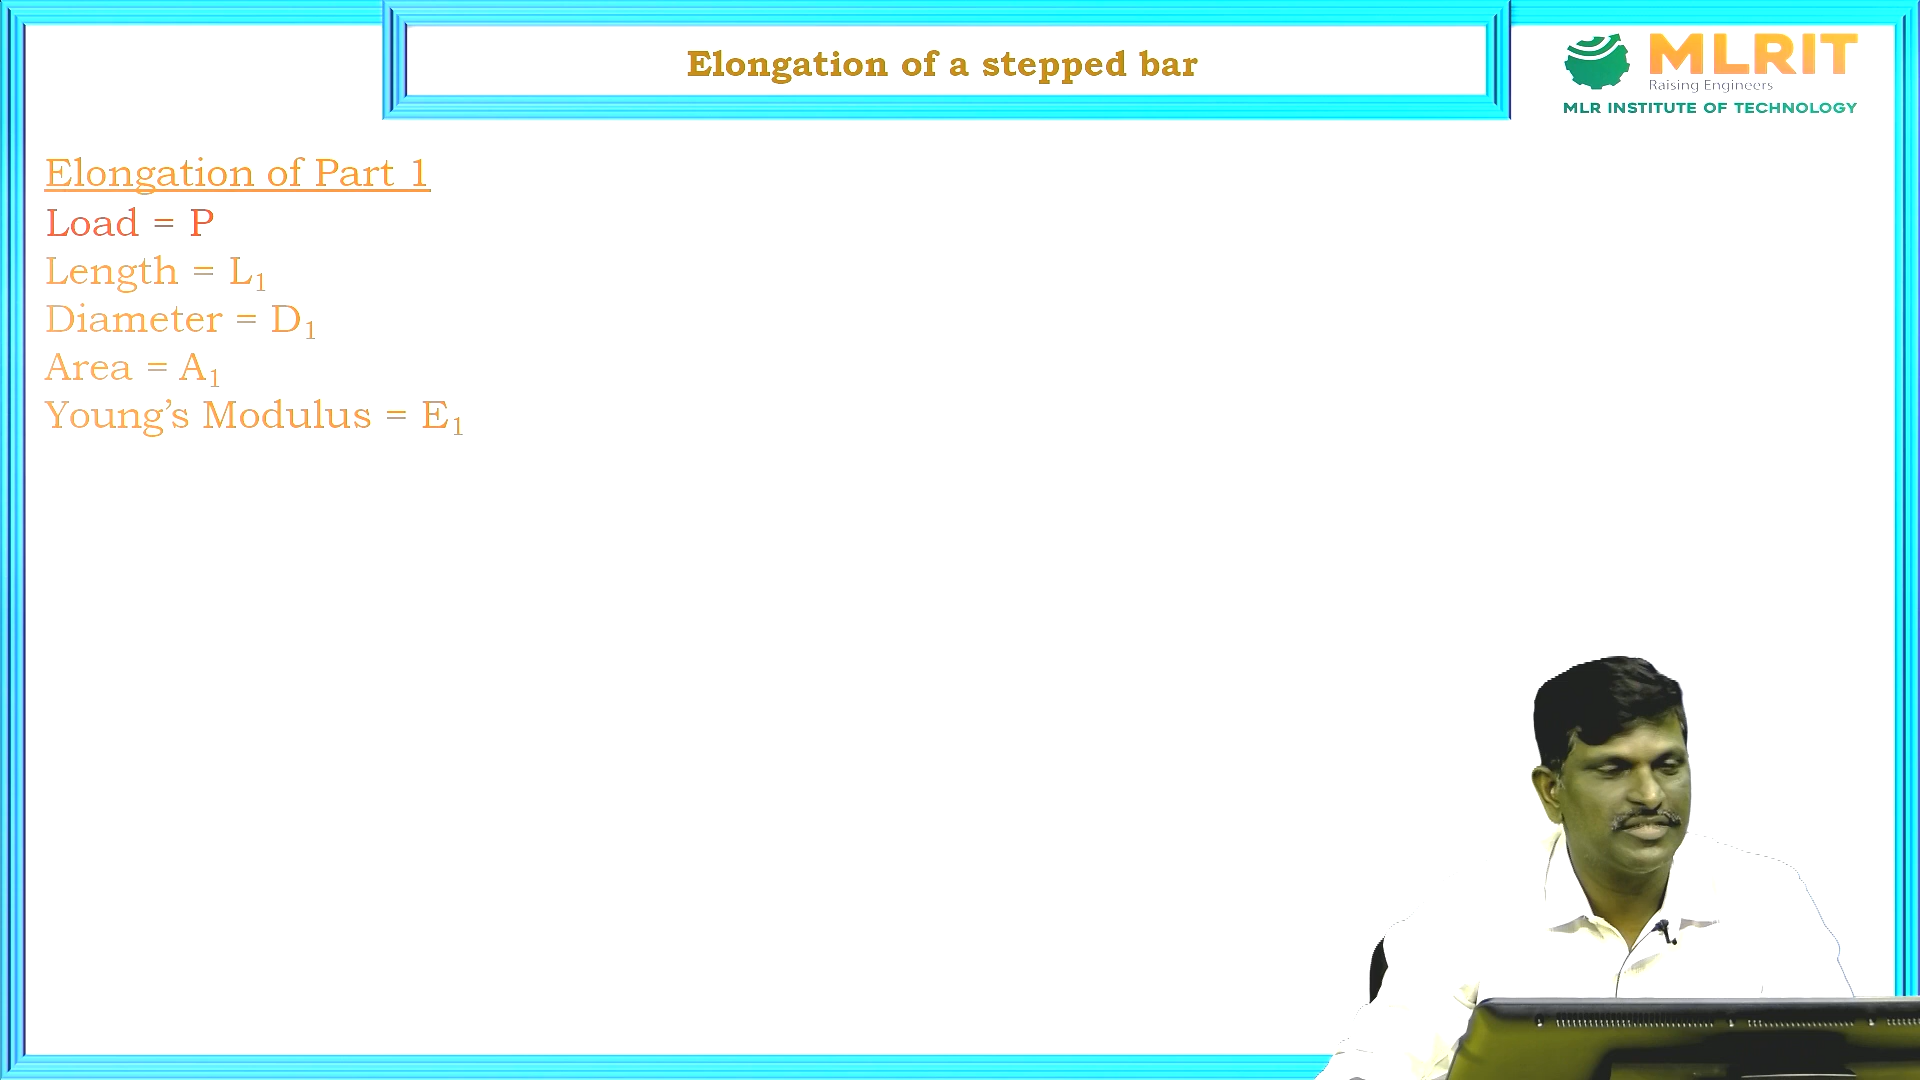 Elongation of a stepped bar
MLRIT
Raising Engineers
MLR INSTITUTE OF TECHNOLOGY
Elongation of Part 1
Load = P
Length = L₁
Diameter = D₁
Area = A₁
Young’s Modulus = E₁